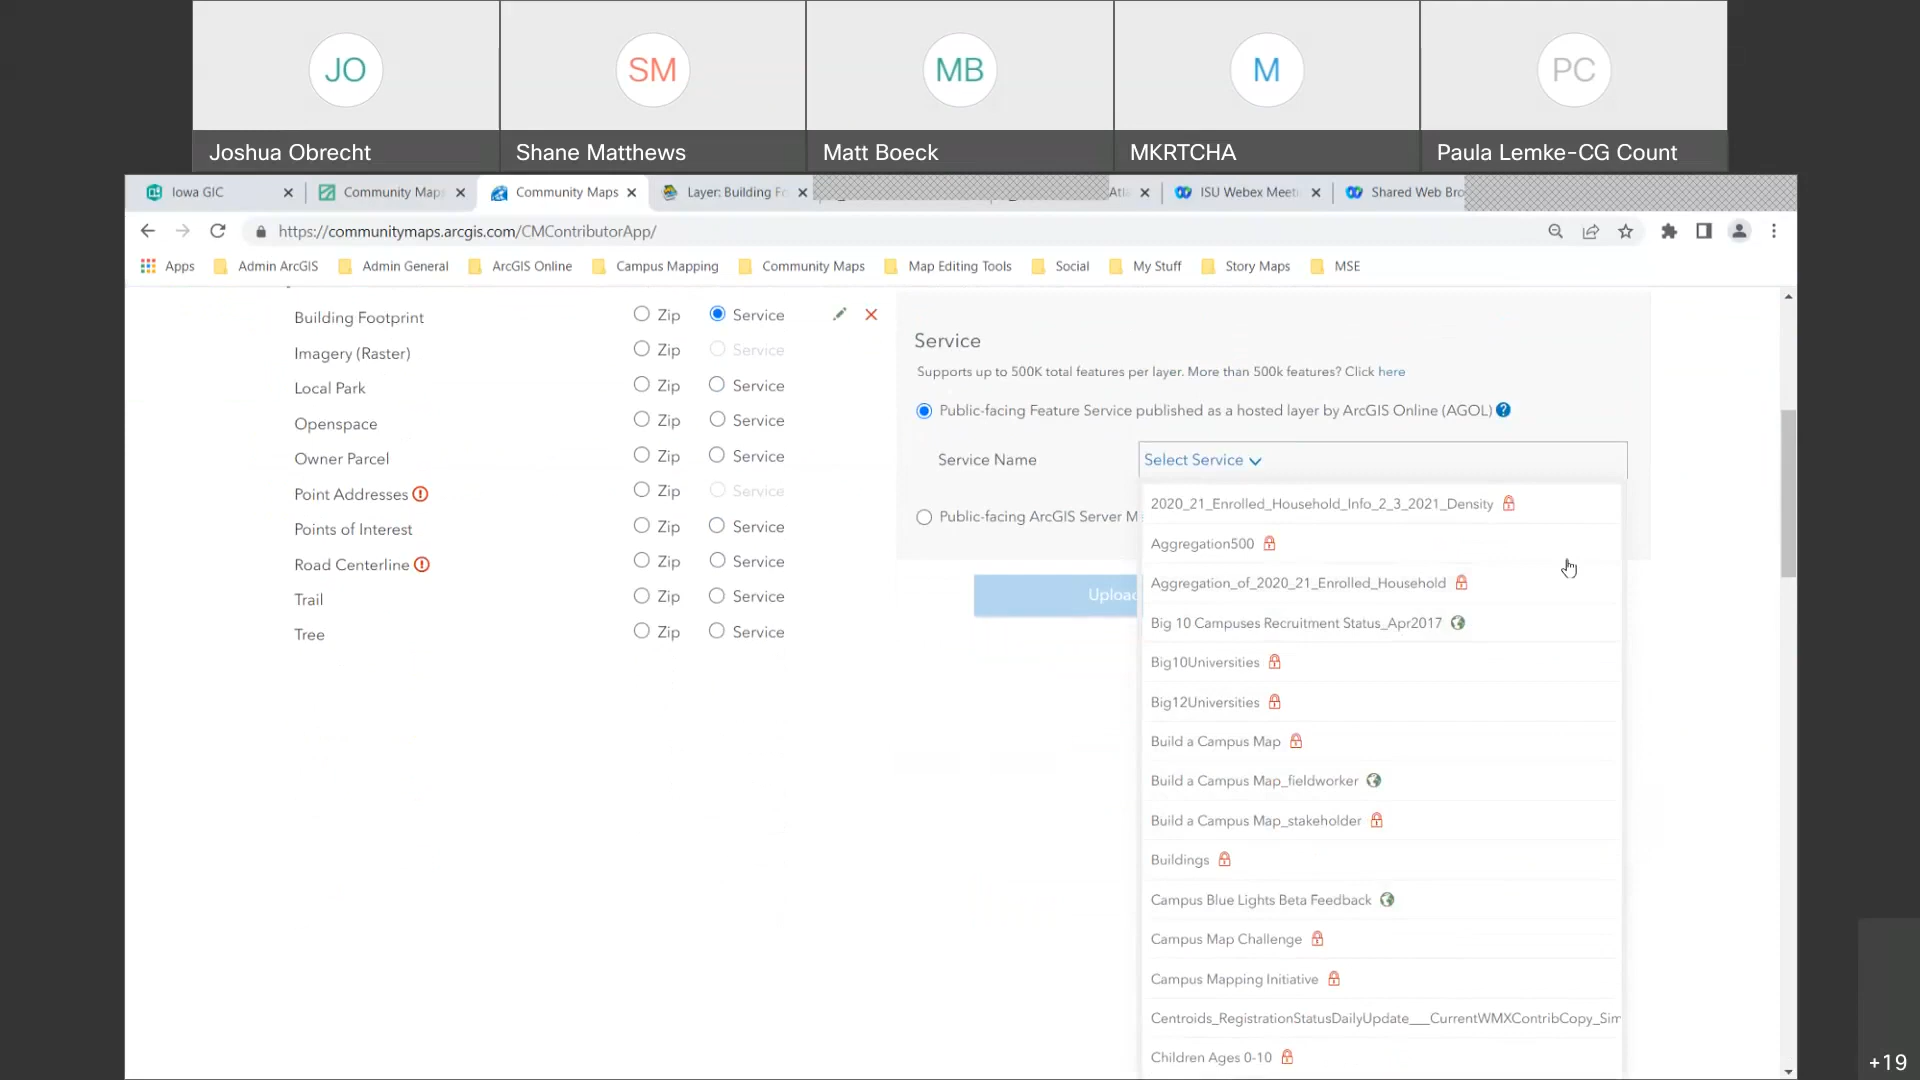 JO
SM
MB
M
PC
Joshua Obrecht
Shane Matthews
Matt Boeck
MKRTCHA
Paula Lemke-CG Count
Iowa GIC
Community Map
Community Maps
Layer: Building Fo
ISU Webex Meeti
Shared Web Bro
https://communitymaps.arcgis.com/CMContributorApp/
Apps
Admin ArcGIS
Admin General
ArcGIS Online
Campus Mapping
Community Maps
Map Editing Tools
Social
My Stuff
Story Maps
MSE
Building Footprint Zip Service
Imagery (Raster) Zip Service
Local Park Zip Service
Openspace Zip Service
Owner Parcel Zip Service
Point Addresses Zip Service
Points of Interest Zip Service
Road Centerline Zip Service
Trail Zip Service
Tree Zip Service
Service
Supports up to 500K total features per layer. More than 500k features? Click here
Public-facing Feature Service published as a hosted layer by ArcGIS Online (AGOL)
Service Name
Select Service
Public-facing ArcGIS Server M
Uploa
2020_21_Enrolled_Household_Info_2_3_2021_Density
Aggregation500
Aggregation_of_2020_21_Enrolled_Household
Big 10 Campuses Recruitment Status_Apr2017
Big10Universities
Big12Universities
Build a Campus Map
Build a Campus Map_fieldworker
Build a Campus Map_stakeholder
Buildings
Campus Blue Lights Beta Feedback
Campus Map Challenge
Campus Mapping Initiative
Centroids_RegistrationStatusDailyUpdate___CurrentWMXContribCopy_Sim
Children Ages 0-10
+19